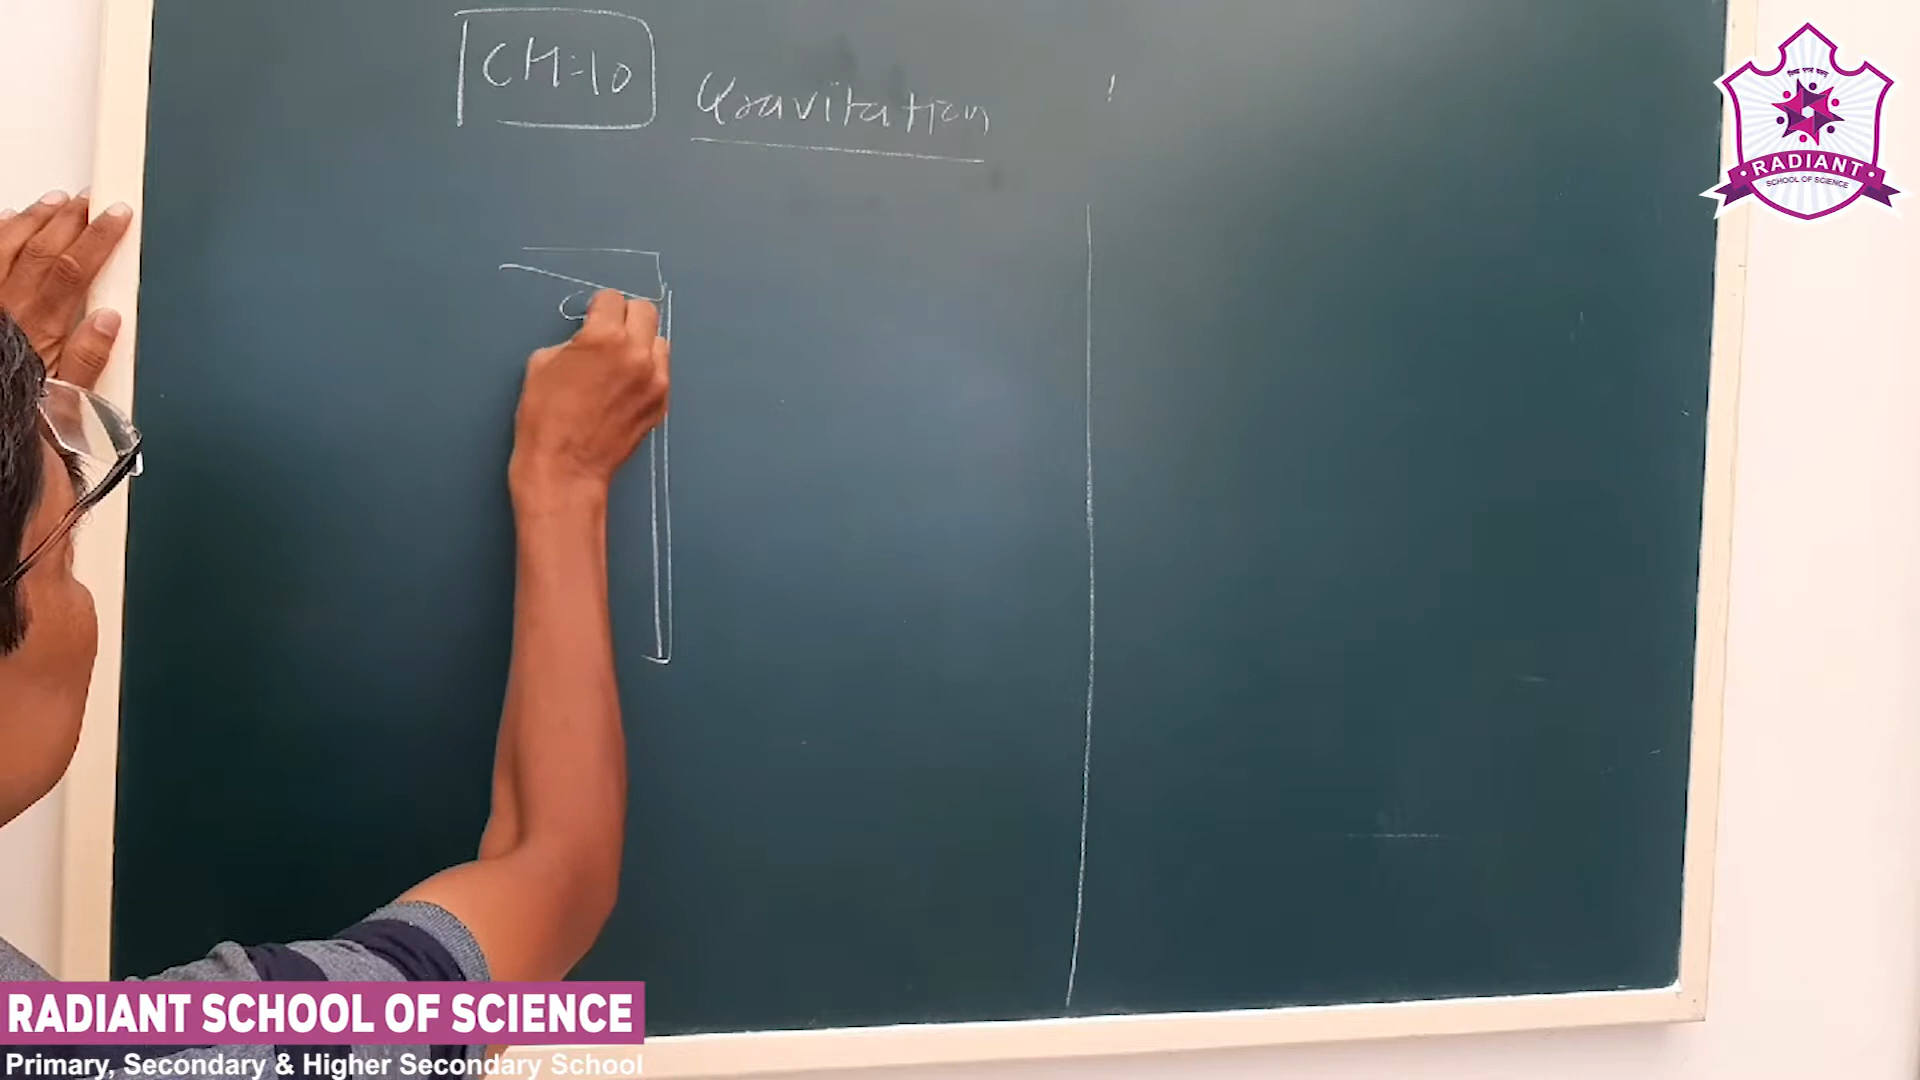 CH=10 Gravitation
RADIANT
SCHOOL OF SCIENCE
RADIANT SCHOOL OF SCIENCE
Primary, Secondary & Higher Secondary School